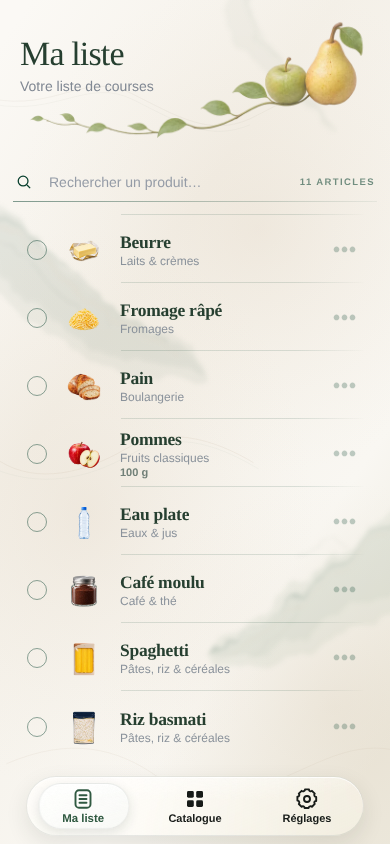 Ma liste
Votre liste de courses
Rechercher un produit…
11 ARTICLES
Beurre
Laits & crèmes
Fromage râpé
Fromages
Pain
Boulangerie
Pommes
Fruits classiques
100 g
Eau plate
Eaux & jus
Café moulu
Café & thé
Spaghetti
Pâtes, riz & céréales
Riz basmati
Pâtes, riz & céréales
Ma liste
Catalogue
Réglages